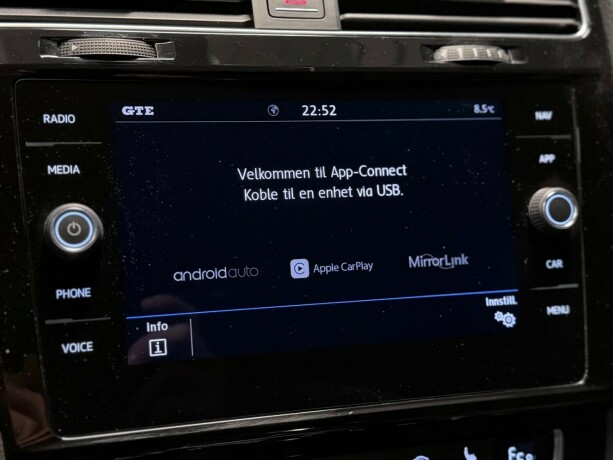 RADIO
MEDIA
PHONE
VOICE
GTE 22:52 8.5°C
Velkommen til App-Connect
Koble til en enhet via USB.
androidauto Apple CarPlay MirrorLink
Innstill.
Info
NAV
APP
CAR
MENU